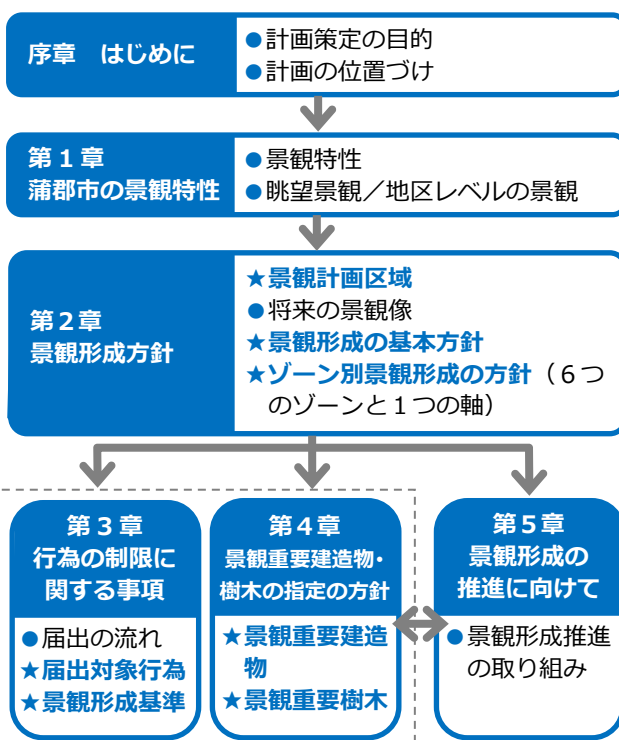 序章　はじめに
●計画策定の目的
●計画の位置づけ
第１章
蒲郡市の景観特性
●景観特性
●眺望景観／地区レベルの景観
第２章
景観形成方針
★景観計画区域
●将来の景観像
★景観形成の基本方針
★ゾーン別景観形成の方針（６つ
のゾーンと１つの軸）
第３章
行為の制限に
関する事項
●届出の流れ
★届出対象行為
★景観形成基準
第４章
景観重要建造物・
樹木の指定の方針
★景観重要建造
物
★景観重要樹木
第５章
景観形成の
推進に向けて
●景観形成推進
の取り組み